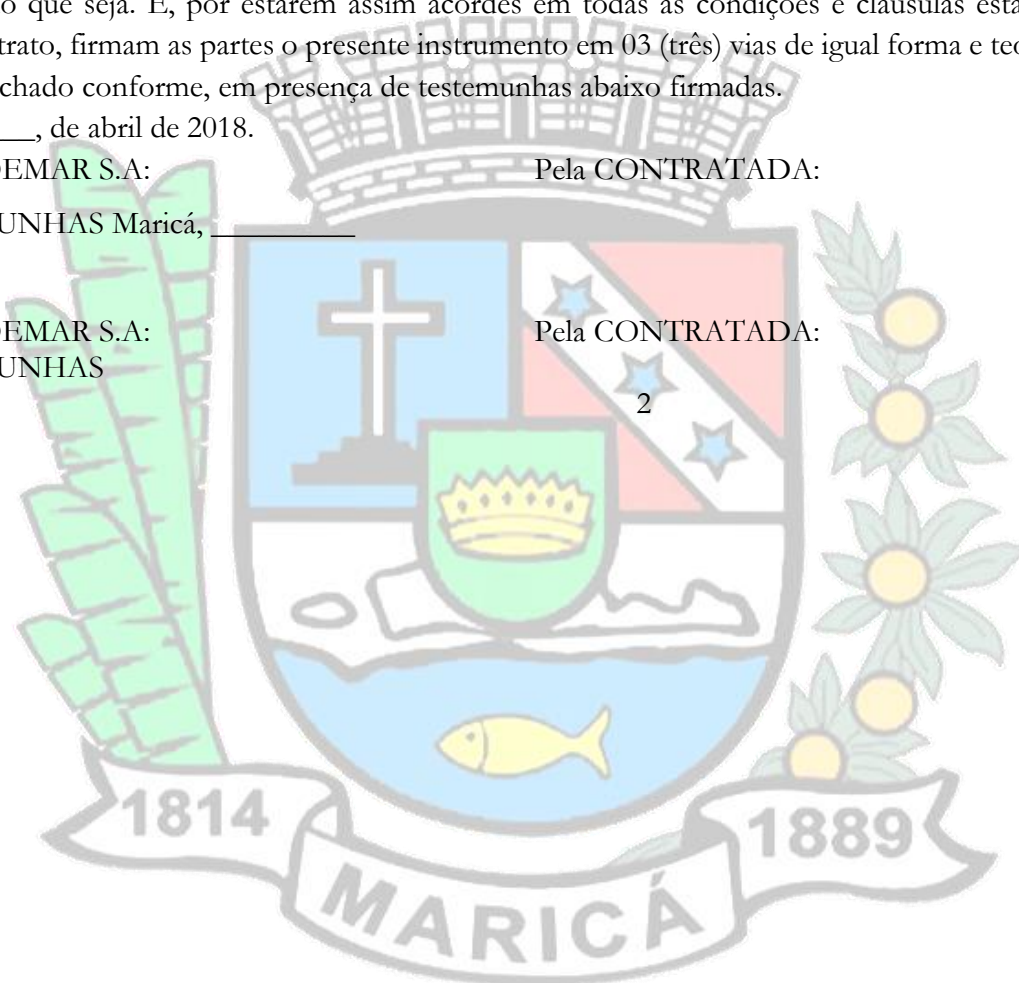 o que seja. E, por estarem assim acordes em todas as condições e cláusulas esta
trato, firmam as partes o presente instrumento em 03 (três) vias de igual forma e teo
chado conforme, em presença de testemunhas abaixo firmadas.
__, de abril de 2018.
DEMAR S.A: Pela CONTRATADA:
UNHAS Maricá, __________
DEMAR S.A: Pela CONTRATADA:
UNHAS
2
1814
1889
MARICÁ